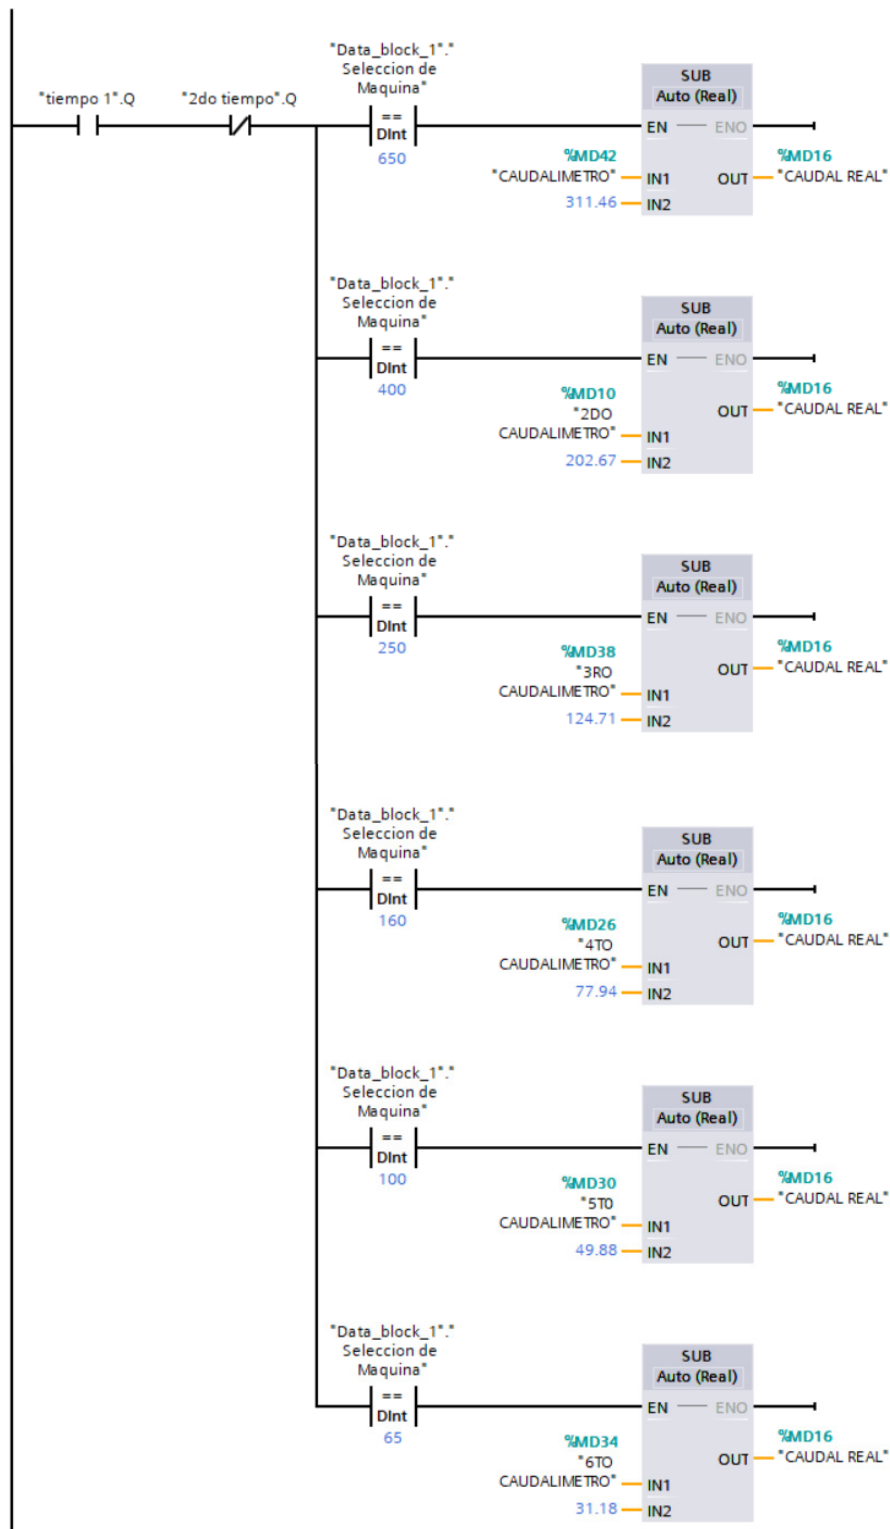 "Data_block_1"."
Seleccion de
Maquina"
"tiempo 1".Q
"2do tiempo".Q
==
DInt
650
SUB
Auto (Real)
EN
ENO
%MD42
"CAUDALIMETRO"
IN1
311.46
IN2
OUT
%MD16
"CAUDAL REAL"
"Data_block_1"."
Seleccion de
Maquina"
==
DInt
400
SUB
Auto (Real)
EN
ENO
%MD10
"2DO
CAUDALIMETRO"
IN1
202.67
IN2
OUT
%MD16
"CAUDAL REAL"
"Data_block_1"."
Seleccion de
Maquina"
==
DInt
250
SUB
Auto (Real)
EN
ENO
%MD38
"3RO
CAUDALIMETRO"
IN1
124.71
IN2
OUT
%MD16
"CAUDAL REAL"
"Data_block_1"."
Seleccion de
Maquina"
==
DInt
160
SUB
Auto (Real)
EN
ENO
%MD26
"4TO
CAUDALIMETRO"
IN1
77.94
IN2
OUT
%MD16
"CAUDAL REAL"
"Data_block_1"."
Seleccion de
Maquina"
==
DInt
100
SUB
Auto (Real)
EN
ENO
%MD30
"5T0
CAUDALIMETRO"
IN1
49.88
IN2
OUT
%MD16
"CAUDAL REAL"
"Data_block_1"."
Seleccion de
Maquina"
==
DInt
65
SUB
Auto (Real)
EN
ENO
%MD34
"6TO
CAUDALIMETRO"
IN1
31.18
IN2
OUT
%MD16
"CAUDAL REAL"